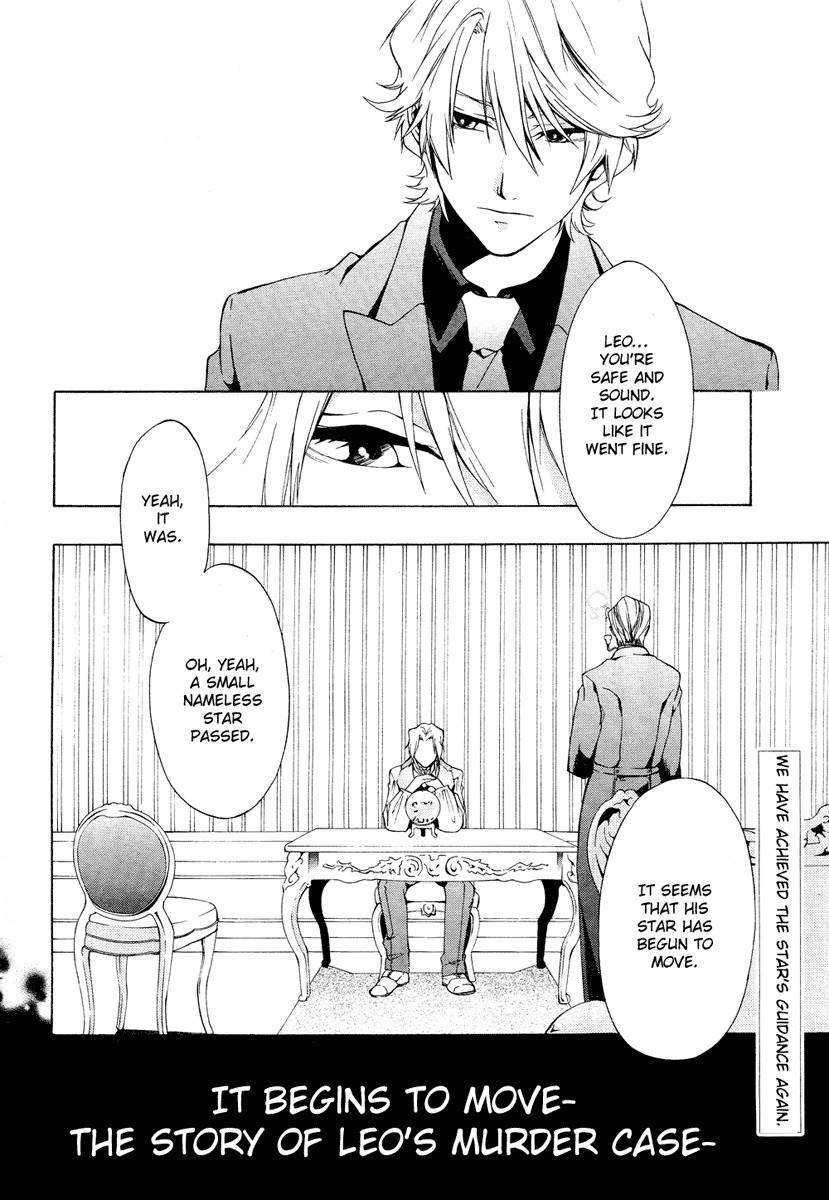 LEO...
YOU'RE
SAFE AND
SOUND.
IT LOOKS
LIKE IT
WENT FINE.
YEAH,
IT
WAS.
OH, YEAH,
A SMALL
NAMELESS
STAR
PASSED.
IT SEEMS
THAT HIS
STAR HAS
BEGUN TO
MOVE.
WE HAVE ACHIEVED THE STAR'S GUIDANCE AGAIN.
IT BEGINS TO MOVE-
THE STORY OF LEO'S MURDER CASE-